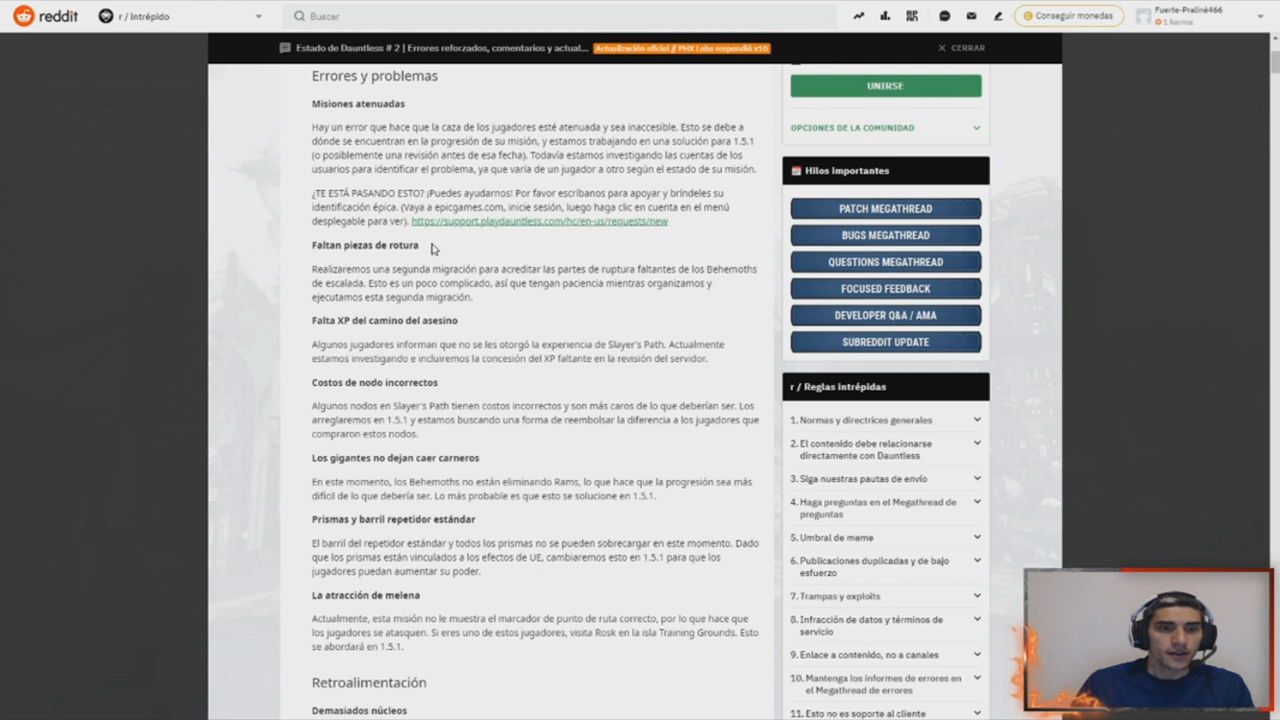 reddit
r / Intrépido
Buscar
Conseguir monedas
Fuerte-Praliné466
1 karma
Estado de Dauntless # 2 | Errores reforzados, comentarios y actual...
Actualización oficial // PHX Labs respondió x10
CERRAR
Errores y problemas
Misiones atenuadas
Hay un error que hace que la caza de los jugadores esté atenuada y sea inaccesible. Esto se debe a
dónde se encuentran en la progresión de su misión, y estamos trabajando en una solución para 1.5.1
(o posiblemente una revisión antes de esa fecha). Todavía estamos investigando las cuentas de los
usuarios para identificar el problema, ya que varía de un jugador a otro según el estado de su misión.
¿TE ESTÁ PASANDO ESTO? ¡Puedes ayudarnos! Por favor escríbanos para apoyar y bríndeles su
identificación épica. (Vaya a epicgames.com, inicie sesión, luego haga clic en cuenta en el menú
desplegable para ver). https://support.playdauntless.com/hc/en-us/requests/new
Faltan piezas de rotura
Realizaremos una segunda migración para acreditar las partes de ruptura faltantes de los Behemoths
de escalada. Esto es un poco complicado, así que tengan paciencia mientras organizamos y
ejecutamos esta segunda migración.
Falta XP del camino del asesino
Algunos jugadores informan que no se les otorgó la experiencia de Slayer's Path. Actualmente
estamos investigando e incluiremos la concesión del XP faltante en la revisión del servidor.
Costos de nodo incorrectos
Algunos nodos en Slayer's Path tienen costos incorrectos y son más caros de lo que deberían ser. Los
arreglaremos en 1.5.1 y estamos buscando una forma de reembolsar la diferencia a los jugadores que
compraron estos nodos.
Los gigantes no dejan caer carneros
En este momento, los Behemoths no están eliminando Rams, lo que hace que la progresión sea más
difícil de lo que debería ser. Lo más probable es que esto se solucione en 1.5.1.
Prismas y barril repetidor estándar
El barril del repetidor estándar y todos los prismas no se pueden sobrecargar en este momento. Dado
que los prismas están vinculados a los efectos de UE, cambiaremos esto en 1.5.1 para que los
jugadores puedan aumentar su poder.
La atracción de melena
Actualmente, esta misión no le muestra el marcador de punto de ruta correcto, por lo que hace que
los jugadores se atasquen. Si eres uno de estos jugadores, visita Rosk en la isla Training Grounds. Esto
se abordará en 1.5.1.
Retroalimentación
Demasiados núcleos
UNIRSE
OPCIONES DE LA COMUNIDAD
Hilos importantes
PATCH MEGATHREAD
BUGS MEGATHREAD
QUESTIONS MEGATHREAD
FOCUSED FEEDBACK
DEVELOPER Q&A / AMA
SUBREDDIT UPDATE
r / Reglas intrépidas
1. Normas y directrices generales
2. El contenido debe relacionarse
directamente con Dauntless
3. Siga nuestras pautas de envío
4. Haga preguntas en el Megathread de
preguntas
5. Umbral de meme
6. Publicaciones duplicadas y de bajo
esfuerzo
7. Trampas y exploits
8. Infracción de datos y términos de
servicio
9. Enlace a contenido, no a canales
10. Mantenga los informes de errores en
el Megathread de errores
11. Esto no es soporte al cliente